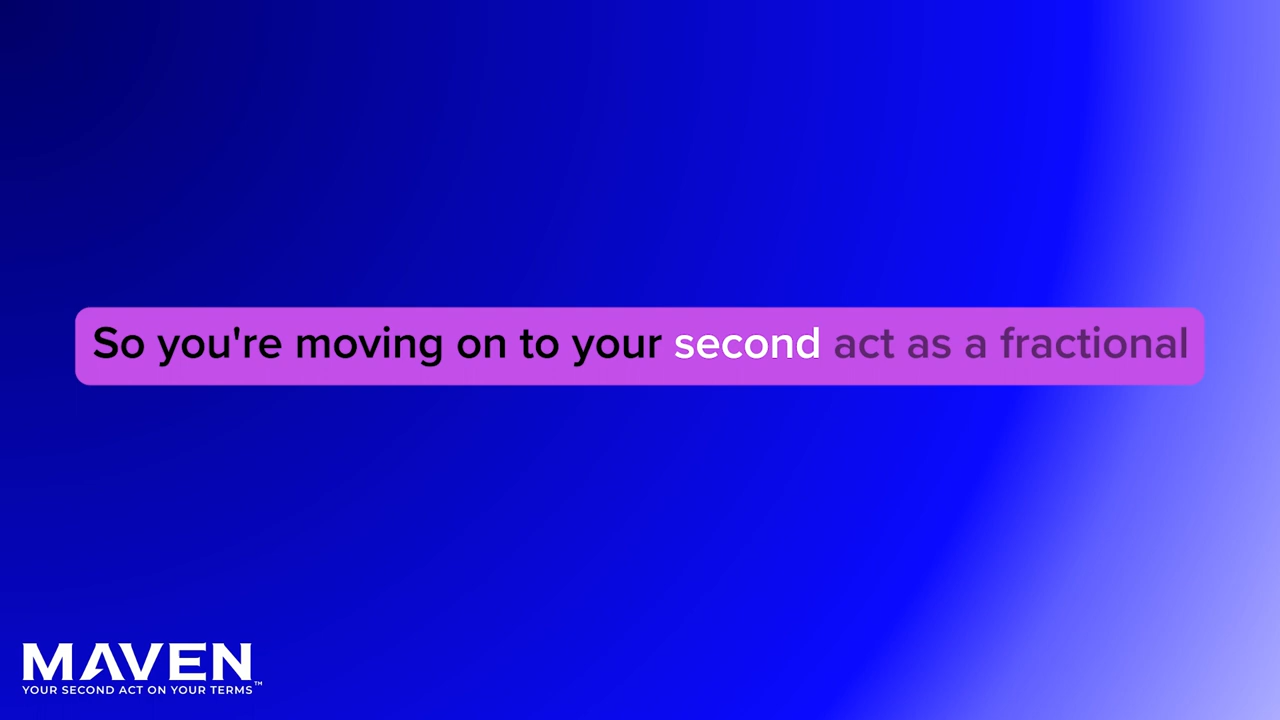 So you're moving on to your second act as a fractional
MAVEN
YOUR SECOND ACT ON YOUR TERMS™